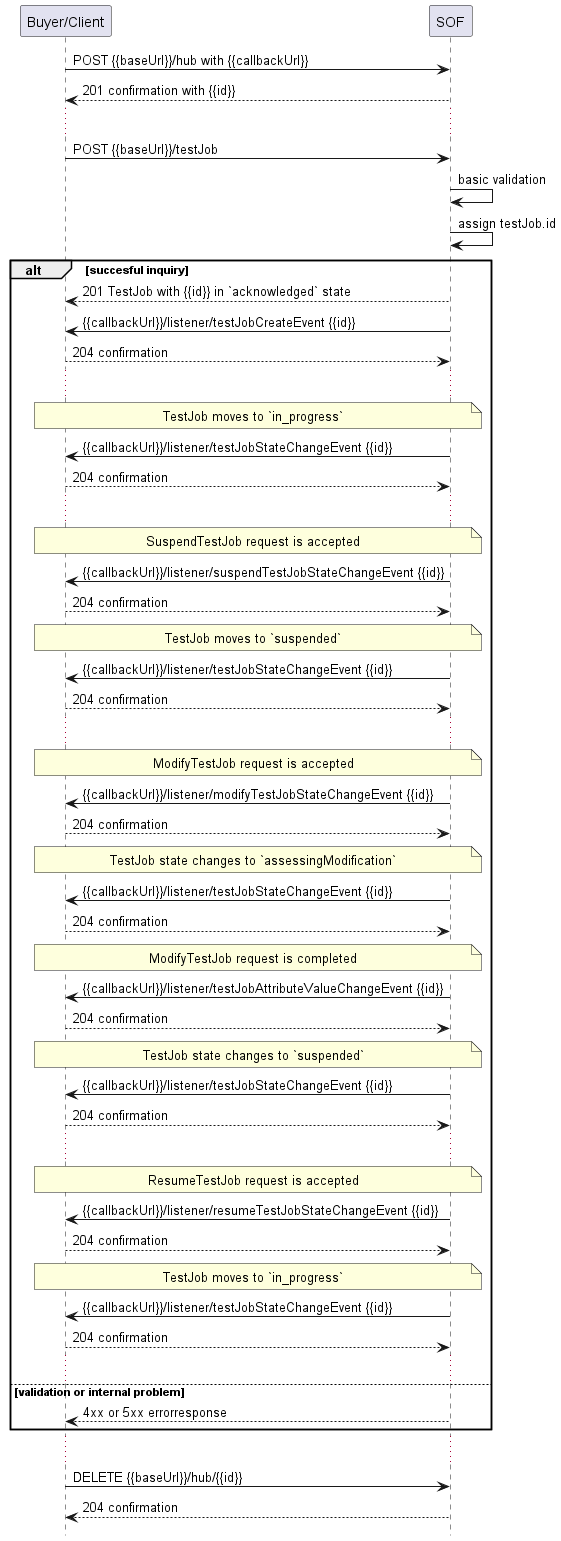 Buyer/Client
SOF
POST {{baseUrl}}/hub with {{callbackUrl}}
201 confirmation with {{id}}
POST {{baseUrl}}/testJob
basic validation
assign testJob.id
alt [succesful inquiry]
201 TestJob with {{id}} in `acknowledged` state
{{callbackUrl}}/listener/testJobCreateEvent {{id}}
204 confirmation
TestJob moves to `in_progress`
{{callbackUrl}}/listener/testJobStateChangeEvent {{id}}
204 confirmation
SuspendTestJob request is accepted
{{callbackUrl}}/listener/suspendTestJobStateChangeEvent {{id}}
204 confirmation
TestJob moves to `suspended`
{{callbackUrl}}/listener/testJobStateChangeEvent {{id}}
204 confirmation
ModifyTestJob request is accepted
{{callbackUrl}}/listener/modifyTestJobStateChangeEvent {{id}}
204 confirmation
TestJob state changes to `assessingModification`
{{callbackUrl}}/listener/testJobStateChangeEvent {{id}}
204 confirmation
ModifyTestJob request is completed
{{callbackUrl}}/listener/testJobAttributeValueChangeEvent {{id}}
204 confirmation
TestJob state changes to `suspended`
{{callbackUrl}}/listener/testJobStateChangeEvent {{id}}
204 confirmation
ResumeTestJob request is accepted
{{callbackUrl}}/listener/resumeTestJobStateChangeEvent {{id}}
204 confirmation
TestJob moves to `in_progress`
{{callbackUrl}}/listener/testJobStateChangeEvent {{id}}
204 confirmation
[validation or internal problem]
4xx or 5xx errorresponse
DELETE {{baseUrl}}/hub/{{id}}
204 confirmation